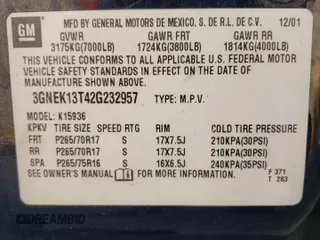 GM
MFD BY GENERAL MOTORS DE MEXICO, S. DE R.L. DE C.V. 12/01
GVWR GAWR FRT GAWR RR
3175KG(7000LB) 1724KG(3800LB) 1814KG(4000LB)
THIS VEHICLE CONFORMS TO ALL APPLICABLE U.S. FEDERAL MOTOR
VEHICLE SAFETY STANDARDS IN EFFECT ON THE DATE OF
MANUFACTURE SHOWN ABOVE.
3GNEK13T42G232957 TYPE: M.P.V.
MODEL: K15936
KPKV TIRE SIZE SPEED RTG RIM COLD TIRE PRESSURE
FRT P265/70R17 S 17X7.5J 210KPA(30PSI)
RR P265/70R17 S 17X7.5J 210KPA(30PSI)
SPA P265/75R16 S 16X6.5J 240KPA(35PSI)
SEE OWNER'S MANUAL FOR ADDITIONAL INFORMATION. F 371
T 283
AUTOBIDMASTER